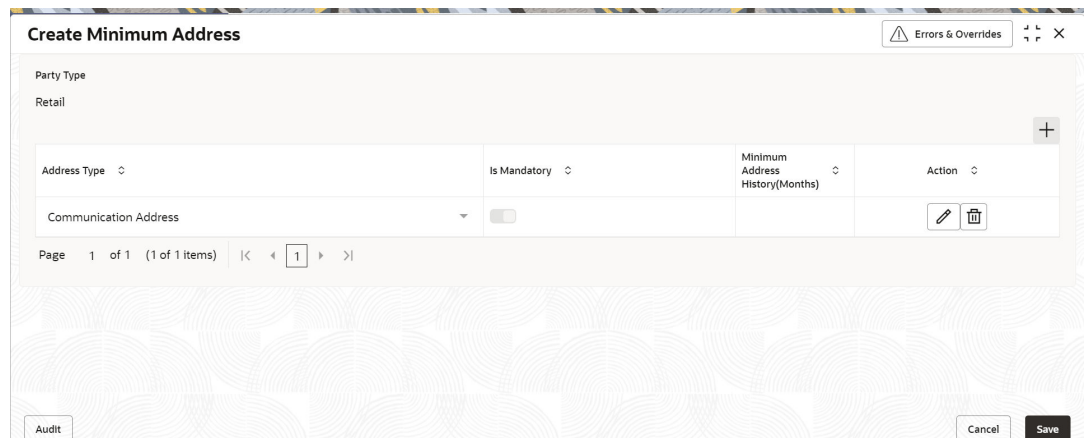 Create Minimum Address
Errors & Overrides
Party Type
Retail
Address Type
Is Mandatory
Minimum
Address
History(Months)
Action
Communication Address
Page 1 of 1 (1 of 1 items) 1
Audit
Cancel
Save